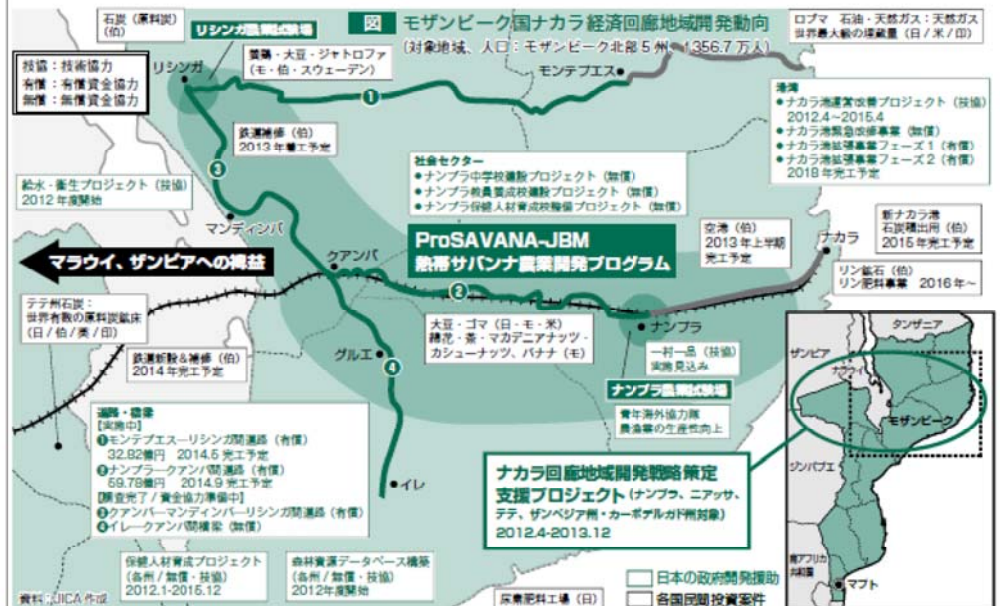 図 モザンビーク国ナカラ経済回廊地域開発動向
(対象地域、人口：モザンビーク北部5州 1356.7万人)
石炭（原料炭）
（伯）
リシンガ農業試験場
養鶏・大豆・ジャトロファ
（モ・伯・スウェーデン）
ロブマ 石油・天然ガス：天然ガス
世界最大級の埋蔵量（日／米／印）
技協：技術協力
有償：有償資金協力
無償：無償資金協力
リシンガ
モンテプエス
❶
港湾
●ナカラ港運営改善プロジェクト（技協）
2012.4～2015.4
●ナカラ港緊急改修事業（無償）
●ナカラ港拡張事業フェーズ1（有償）
●ナカラ港拡張事業フェーズ2（有償）
2018年完工予定
鉄道補修（伯）
2013年着工予定
❸
給水・衛生プロジェクト（技協）
2012年度開始
社会セクター
●ナンプラ中学校建設プロジェクト（無償）
●ナンプラ教員養成校建設プロジェクト（無償）
●ナンプラ保健人材育成校整備プロジェクト（無償）
マンディンバ
空港（伯）
2013年上半期
完工予定
ナカラ
新ナカラ港
石炭積出用（伯）
2015年完工予定
ProSAVANA-JBM
熱帯サバンナ農業開発プログラム
マラウイ、ザンビアへの裨益
クアンバ
❷
リン鉱石（伯）
リン肥料事業 2016年～
テテ州石炭：
世界有数の原料炭鉱床
（日／伯／豪／印）
大豆・ゴマ（日・モ・米）
綿花・茶・マカデニアナッツ・
カシューナッツ、バナナ（モ）
ナンプラ
鉄道新設＆補修（伯）
2014年完工予定
グルエ
❹
一村一品（技協）
実施見込み
ナンプラ農業試験場
青年海外協力隊
農漁業の生産性向上
道路・橋梁
【実施中】
❶モンテプエス―リシンガ間道路（有償）
32.82億円 2014.5完工予定
❷ナンプラ―クアンバ間道路（有償）
59.78億円 2014.9完工予定
【調査完了／資金協力準備中】
❸クアンバ―マンディンバ―リシンガ間道路（有償）
❹イレ―クアンバ間橋梁（無償）
イレ
ナカラ回廊地域開発戦略策定
支援プロジェクト（ナンプラ、ニアッサ、
テテ、ザンベジア州・カーボデルガド州対象）
2012.4-2013.12
保健人材育成プロジェクト
（各州／無償・技協）
2012.1-2015.12
森林資源データベース構築
（各州／無償・技協）
2012年度開始
尿素肥料工場（日）
日本の政府開発援助
各国民間投資案件
資料：JICA作成
タンザニア
ザンビア
マラウイ
モザンビーク
ジンバブエ
南アフリカ
共和国
マプト